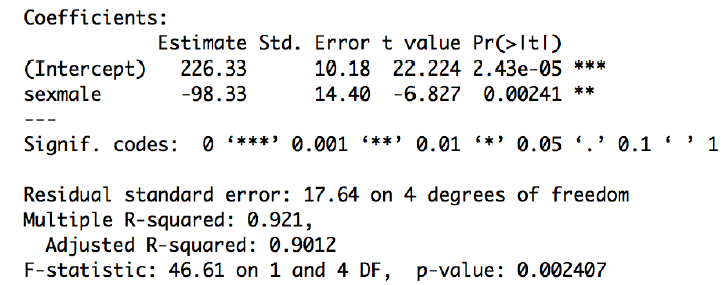 Coefficients:
Estimate Std. Error t value Pr(>|t|)
(Intercept) 226.33 10.18 22.224 2.43e-05 ***
sexmale -98.33 14.40 -6.827 0.00241 **
---
Signif. codes: 0 ‘***’ 0.001 ‘**’ 0.01 ‘*’ 0.05 ‘.’ 0.1 ‘ ’ 1
Residual standard error: 17.64 on 4 degrees of freedom
Multiple R-squared: 0.921,
Adjusted R-squared: 0.9012
F-statistic: 46.61 on 1 and 4 DF, p-value: 0.002407